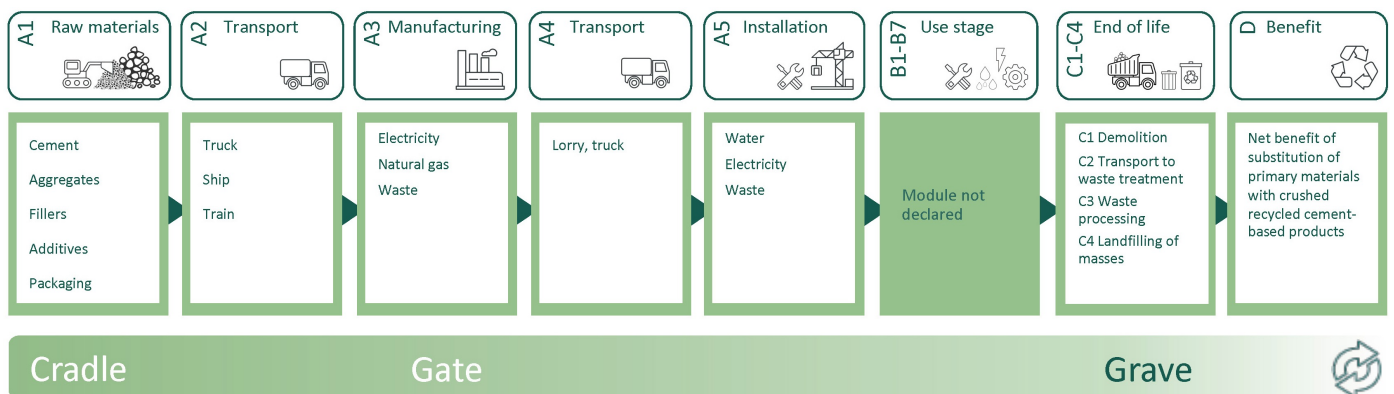 A1 Raw materials
A2 Transport
A3 Manufacturing
A4 Transport
A5 Installation
B1-B7 Use stage
C1-C4 End of life
D Benefit
Cement
Aggregates
Fillers
Additives
Packaging
Truck
Ship
Train
Electricity
Natural gas
Waste
Lorry, truck
Water
Electricity
Waste
Module not
declared
C1 Demolition
C2 Transport to
waste treatment
C3 Waste
processing
C4 Landfilling of
masses
Net benefit of
substitution of
primary materials
with crushed
recycled cement-
based products
Cradle
Gate
Grave